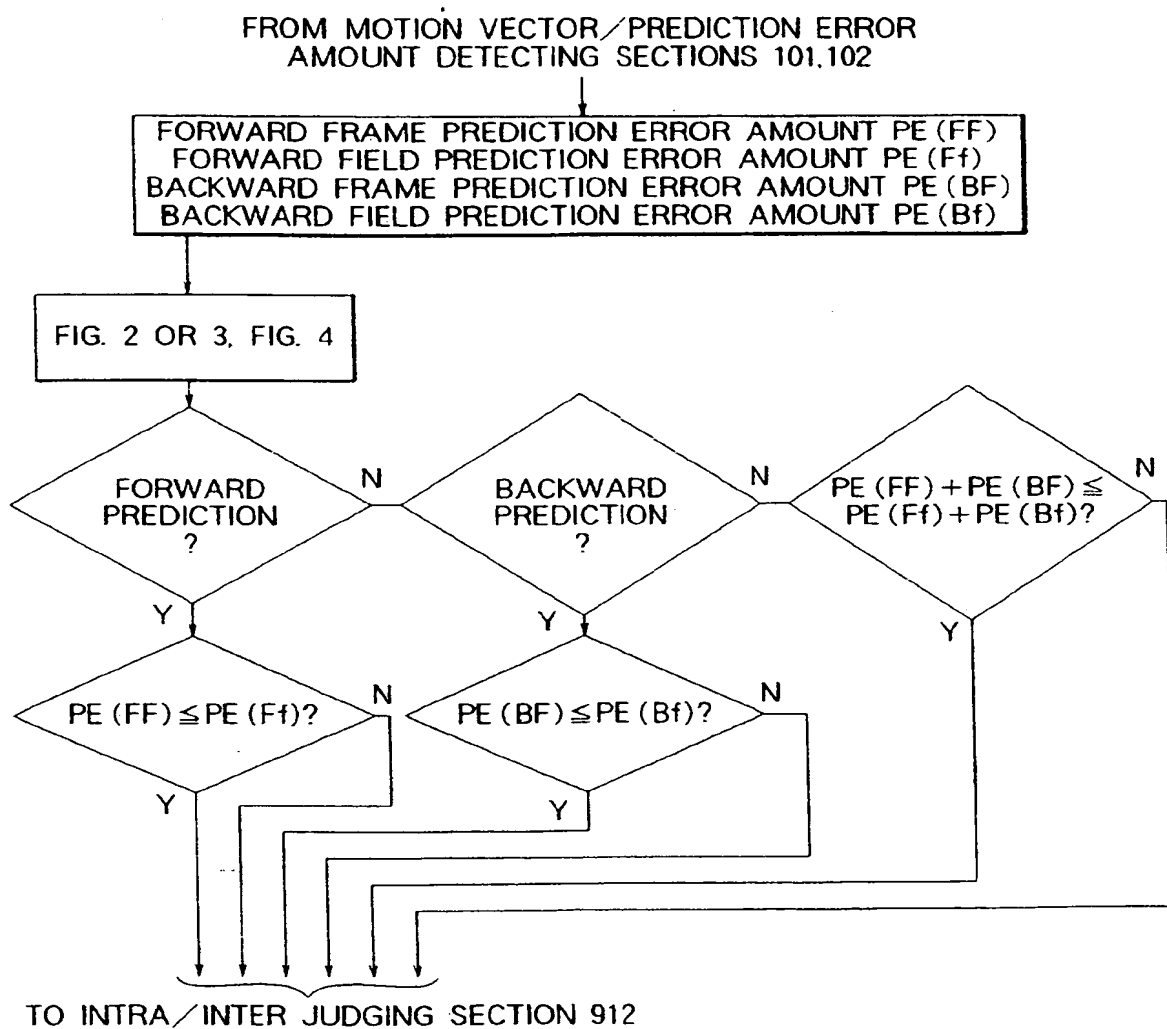 FROM MOTION VECTOR/PREDICTION ERROR
AMOUNT DETECTING SECTIONS 101,102
FORWARD FRAME PREDICTION ERROR AMOUNT PE(FF)
FORWARD FIELD PREDICTION ERROR AMOUNT PE(Ff)
BACKWARD FRAME PREDICTION ERROR AMOUNT PE(BF)
BACKWARD FIELD PREDICTION ERROR AMOUNT PE(Bf)
FIG. 2 OR 3, FIG. 4
FORWARD
PREDICTION
?
N
Y
BACKWARD
PREDICTION
?
N
Y
PE(FF)+PE(BF)≦
PE(Ff)+PE(Bf)?
N
Y
PE(FF)≦PE(Ff)?
N
Y
PE(BF)≦PE(Bf)?
N
Y
TO INTRA/INTER JUDGING SECTION 912